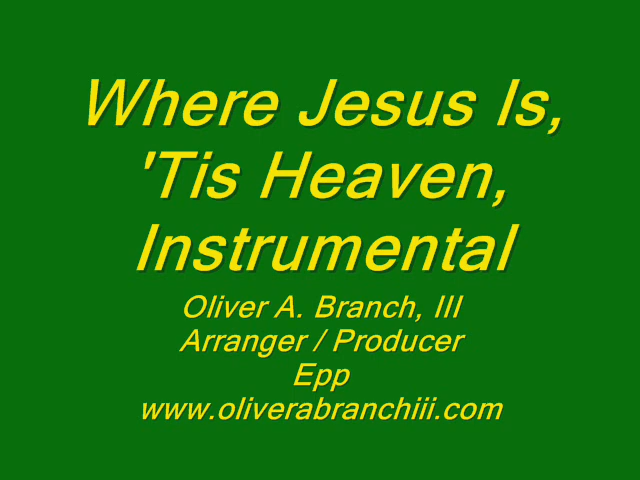 Where Jesus Is,
'Tis Heaven,
Instrumental
Oliver A. Branch, III
Arranger / Producer
Epp
www.oliverabranchiii.com